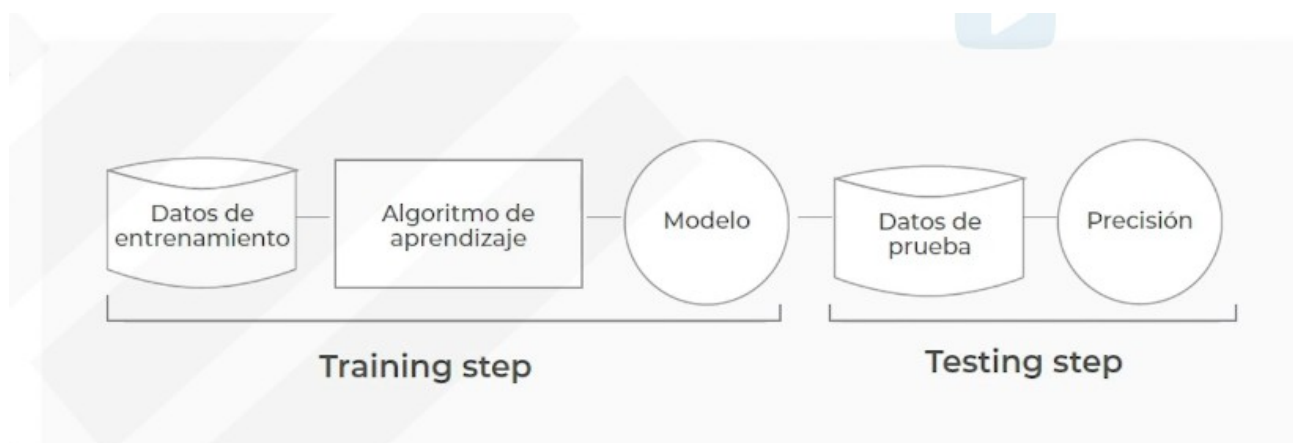 Datos de
entrenamiento
Algoritmo de
aprendizaje
Modelo
Datos de
prueba
Precisión
Training step
Testing step